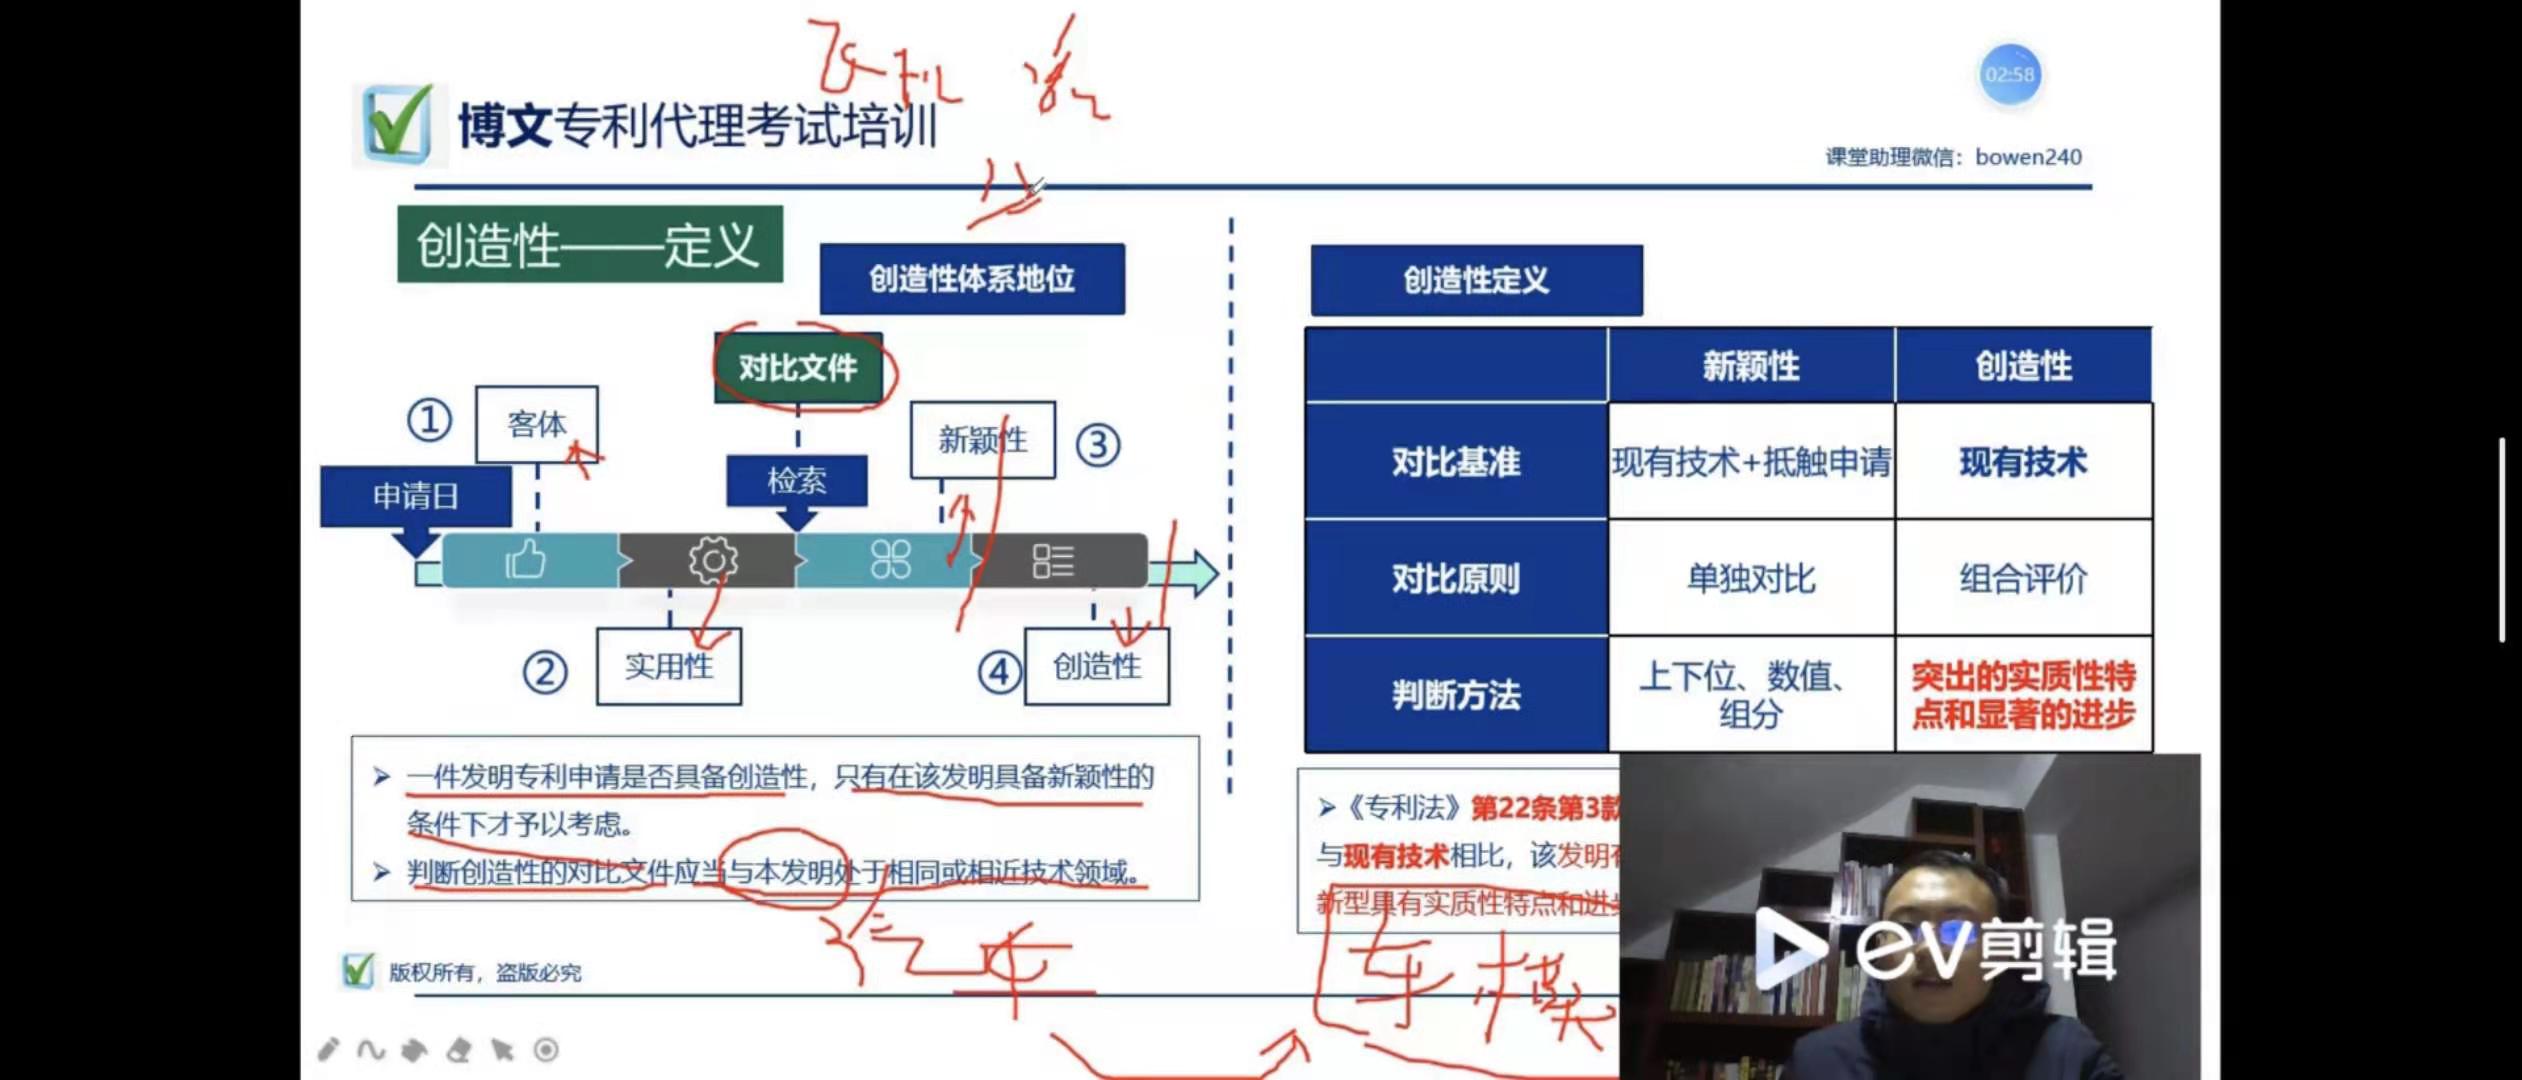 飞机
02:58
博文专利代理考试培训
课堂助理微信：bowen240
创造性——定义
创造性体系地位
对比文件
① 客体
新颖性 ③
检索
申请日
② 实用性
④ 创造性
➢ 一件发明专利申请是否具备创造性，只有在该发明具备新颖性的
条件下才予以考虑。
➢ 判断创造性的对比文件应当与本发明处于相同或相近技术领域。
版权所有，盗版必究
创造性定义
新颖性 创造性
对比基准 现有技术+抵触申请 现有技术
对比原则 单独对比 组合评价
判断方法 上下位、数值、 突出的实质性特
组分 点和显著的进步
➢《专利法》第22条第3款
与现有技术相比，该发明有
新型具有实质性特点和进步
车模
ev剪辑